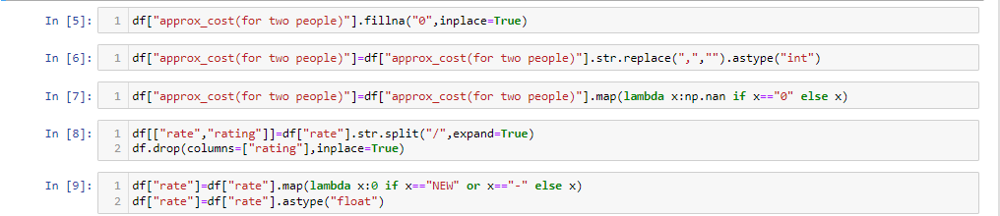 In [5]: 1 df["approx_cost(for two people)"].fillna("0",inplace=True)
In [6]: 1 df["approx_cost(for two people)"]=df["approx_cost(for two people)"].str.replace(",","").astype("int")
In [7]: 1 df["approx_cost(for two people)"]=df["approx_cost(for two people)"].map(lambda x:np.nan if x=="0" else x)
In [8]: 1 df[["rate","rating"]]=df["rate"].str.split("/",expand=True)
2 df.drop(columns=["rating"],inplace=True)
In [9]: 1 df["rate"]=df["rate"].map(lambda x:0 if x=="NEW" or x=="-" else x)
2 df["rate"]=df["rate"].astype("float")